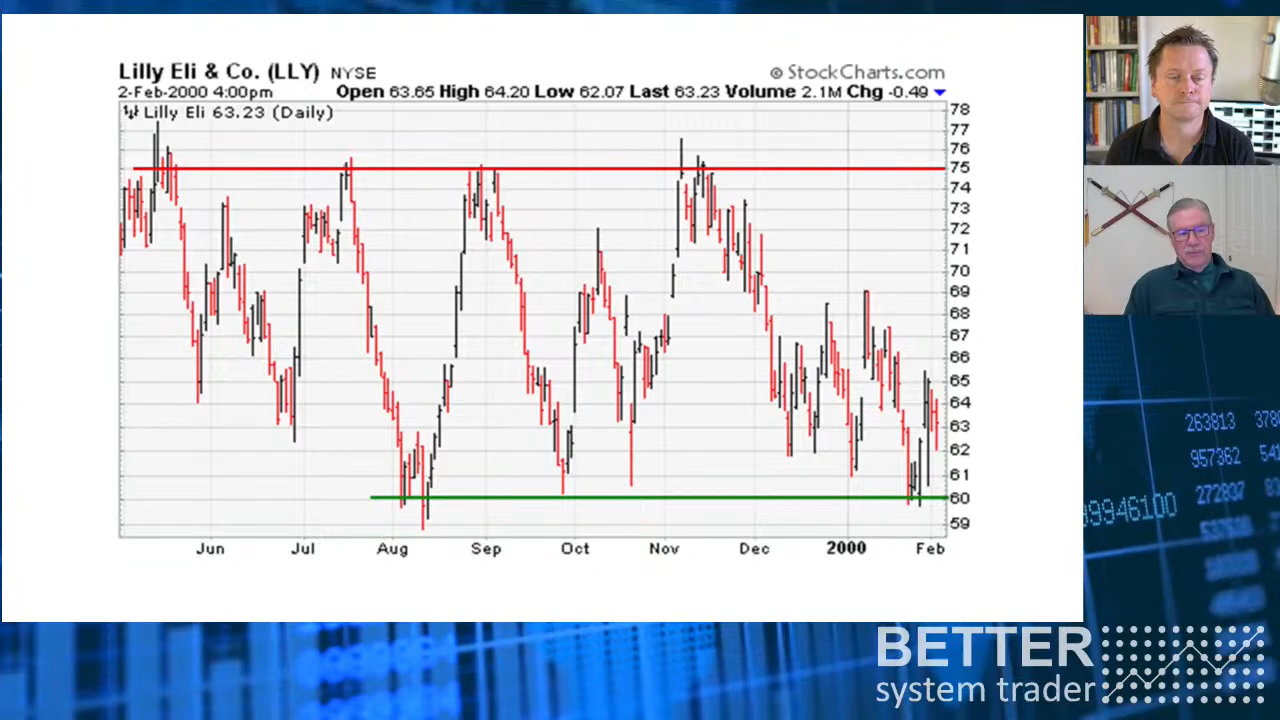 Lilly Eli & Co. (LLY) NYSE
© StockCharts.com
2-Feb-2000 4:00pm
Open 63.65 High 64.20 Low 62.07 Last 63.23 Volume 2.1M Chg -0.49
Lilly Eli 63.23 (Daily)
78
77
76
75
74
73
72
71
70
69
68
67
66
65
64
63
62
61
60
59
Jun Jul Aug Sep Oct Nov Dec 2000 Feb
263813
957362
272837
BETTER
system trader